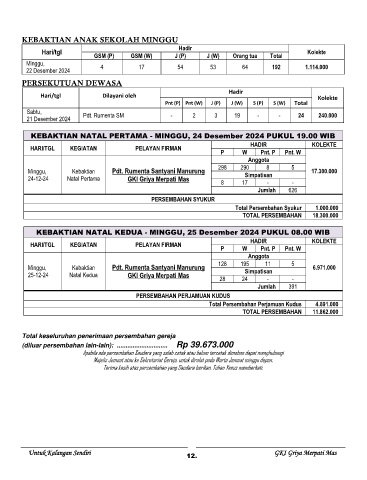 KEBAKTIAN ANAK SEKOLAH MINGGU
Hari/tgl Hadir Kolekte
GSM (P) GSM (W) J (P) J (W) Orang tua Total
Minggu, 22 Desember 2024 4 17 54 53 64 192 1.114.000
PERSEKUTUAN DEWASA
Hari/tgl Dilayani oleh Hadir Kolekte
Pnt (P) Pnt (W) J (P) J (W) S (P) S (W) Total
Sabtu, 21 Desember 2024 Pdt. Rumenta SM - 2 3 19 - - 24 240.000
KEBAKTIAN NATAL PERTAMA - MINGGU, 24 Desember 2024 PUKUL 19.00 WIB
HARI/TGL KEGIATAN PELAYAN FIRMAN HADIR KOLEKTE
P W Pnt. P Pnt. W
Anggota
Minggu, 24-12-24 Kebaktian Natal Pertama Pdt. Rumenta Santyani Manurung GKI Griya Merpati Mas 298 290 8 5 17.300.000
Simpatisan
8 17 - -
Jumlah 626
PERSEMBAHAN SYUKUR
Total Persembahan Syukur 1.000.000
TOTAL PERSEMBAHAN 18.300.000
KEBAKTIAN NATAL KEDUA - MINGGU, 25 Desember 2024 PUKUL 08.00 WIB
HARI/TGL KEGIATAN PELAYAN FIRMAN HADIR KOLEKTE
P W Pnt. P Pnt. W
Anggota
Minggu, 25-12-24 Kebaktian Natal Kedua Pdt. Rumenta Santyani Manurung GKI Griya Merpati Mas 128 195 11 5 6.971.000
Simpatisan
28 24 - -
Jumlah 391
PERSEMBAHAN PERJAMUAN KUDUS
Total Persembahan Perjamuan Kudus 4.891.000
TOTAL PERSEMBAHAN 11.862.000
Total keseluruhan penerimaan persembahan gereja
(diluar persembahan lain-lain): .......................... Rp 39.673.000
Apabila ada persembahan Saudara yang salah catat atau belum tercatat dimohon dapat menghubungi
Majelis Jemaat atau ke Sekretariat Gereja, untuk diralat pada Warta Jemaat minggu depan.
Terima kasih atas persembahan yang Saudara berikan. Tuhan Yesus memberkati.
Untuk Kalangan Sendiri 12. GKI Griya Merpati Mas